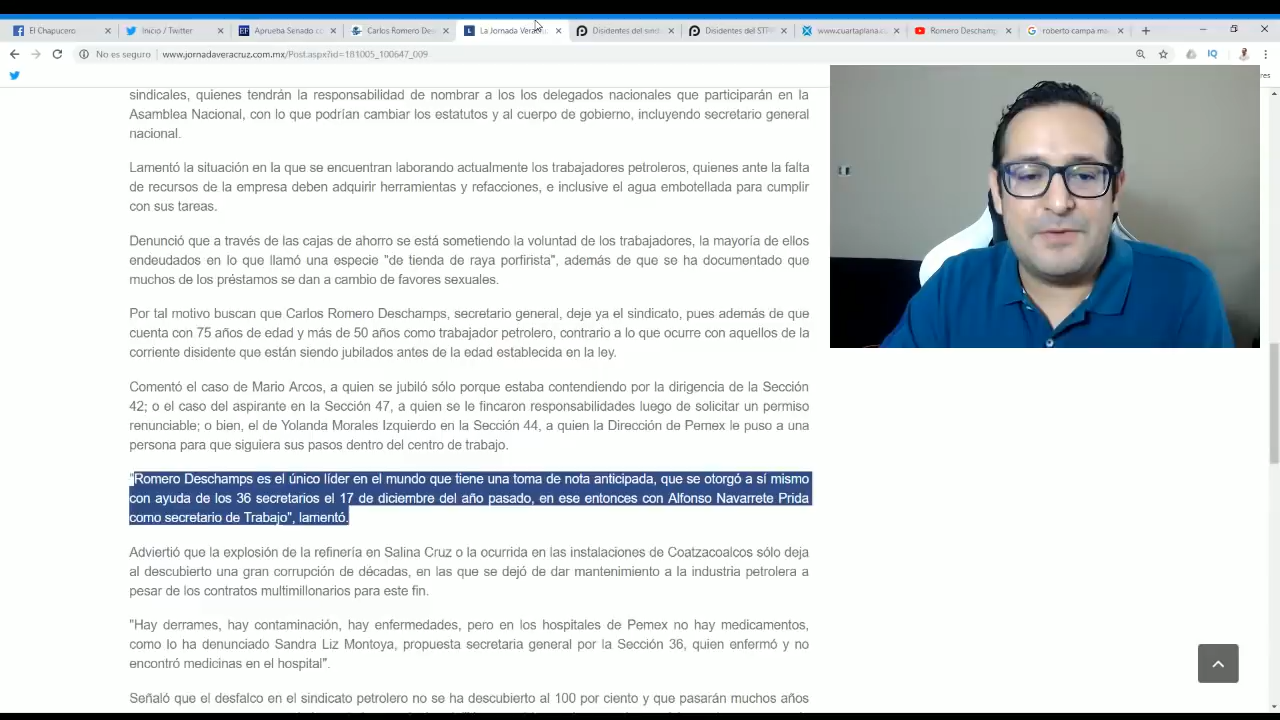 El Chapucero
Inicio / Twitter
Aprueba Senado co
Carlos Romero Des
La Jornada Verac
Disidentes del sind
Disidentes del STP
www.cuartaplana.c
Romero Deschamp
roberto campa ma
No es seguro www.jornadaveracruz.com.mx/Post.aspx?id=181005_100647_009
IQ
res
sindicales, quienes tendrán la responsabilidad de nombrar a los los delegados nacionales que participarán en la
Asamblea Nacional, con lo que podrían cambiar los estatutos y al cuerpo de gobierno, incluyendo secretario general
nacional.
Lamentó la situación en la que se encuentran laborando actualmente los trabajadores petroleros, quienes ante la falta
de recursos de la empresa deben adquirir herramientas y refacciones, e inclusive el agua embotellada para cumplir
con sus tareas.
Denunció que a través de las cajas de ahorro se está sometiendo la voluntad de los trabajadores, la mayoría de ellos
endeudados en lo que llamó una especie "de tienda de raya porfirista", además de que se ha documentado que
muchos de los préstamos se dan a cambio de favores sexuales.
Por tal motivo buscan que Carlos Romero Deschamps, secretario general, deje ya el sindicato, pues además de que
cuenta con 75 años de edad y más de 50 años como trabajador petrolero, contrario a lo que ocurre con aquellos de la
corriente disidente que están siendo jubilados antes de la edad establecida en la ley.
Comentó el caso de Mario Arcos, a quien se jubiló sólo porque estaba contendiendo por la dirigencia de la Sección
42; o el caso del aspirante en la Sección 47, a quien se le fincaron responsabilidades luego de solicitar un permiso
renunciable; o bien, el de Yolanda Morales Izquierdo en la Sección 44, a quien la Dirección de Pemex le puso a una
persona para que siguiera sus pasos dentro del centro de trabajo.
"Romero Deschamps es el único líder en el mundo que tiene una toma de nota anticipada, que se otorgó a sí mismo
con ayuda de los 36 secretarios el 17 de diciembre del año pasado, en ese entonces con Alfonso Navarrete Prida
como secretario de Trabajo", lamentó.
Advirtió que la explosión de la refinería en Salina Cruz o la ocurrida en las instalaciones de Coatzacoalcos sólo deja
al descubierto una gran corrupción de décadas, en las que se dejó de dar mantenimiento a la industria petrolera a
pesar de los contratos multimillonarios para este fin.
"Hay derrames, hay contaminación, hay enfermedades, pero en los hospitales de Pemex no hay medicamentos,
como lo ha denunciado Sandra Liz Montoya, propuesta secretaria general por la Sección 36, quien enfermó y no
encontró medicinas en el hospital".
Señaló que el desfalco en el sindicato petrolero no se ha descubierto al 100 por ciento y que pasarán muchos años